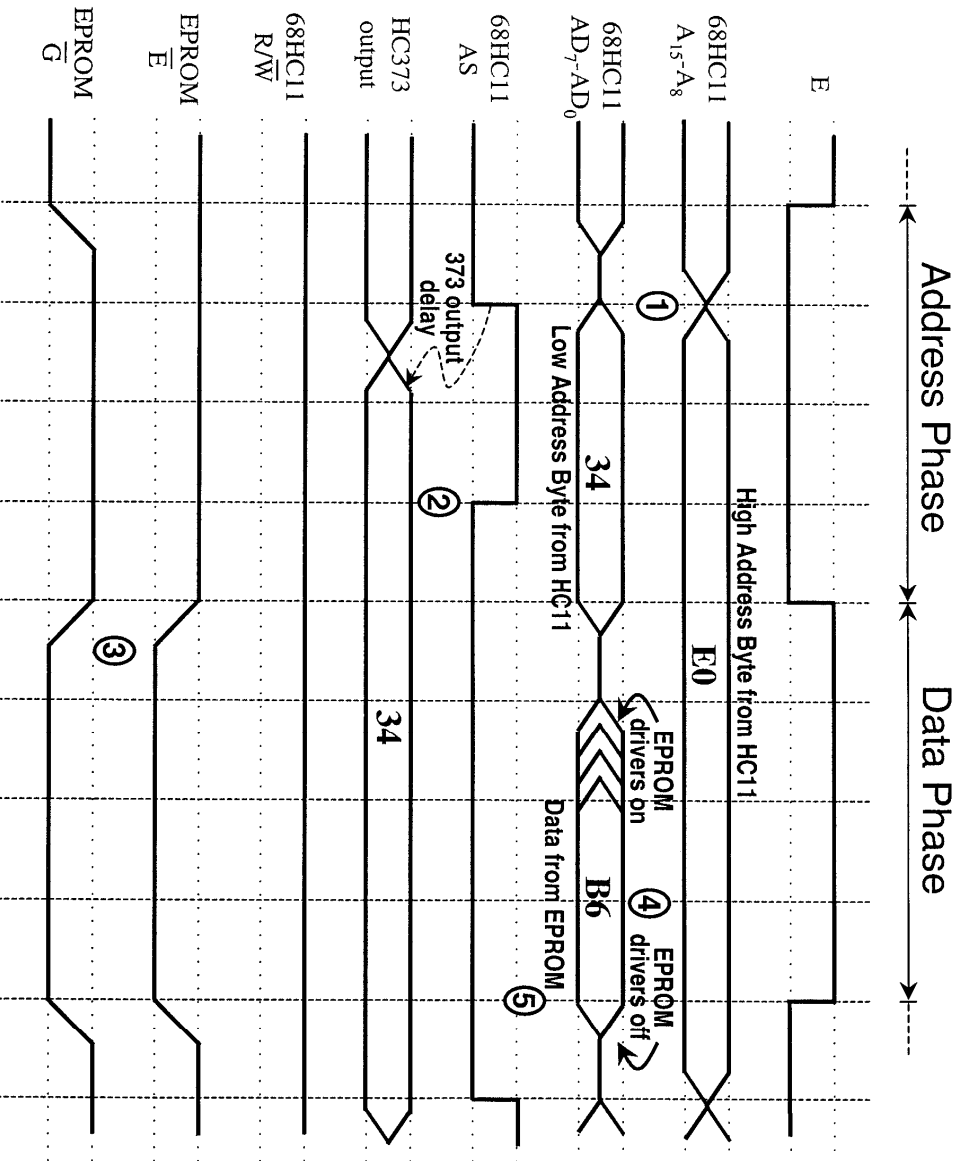 Address Phase
Data Phase
E
68HC11
A15-A8
High Address Byte from HC11
E0
①
68HC11
AD7-AD0
EPROM
drivers on
④
EPROM
drivers off
34
B6
Low Address Byte from HC11
Data from EPROM
68HC11
AS
⑤
373 output
delay
②
HC373
output
34
68HC11
R/W̅
EPROM
E̅
③
EPROM
G̅